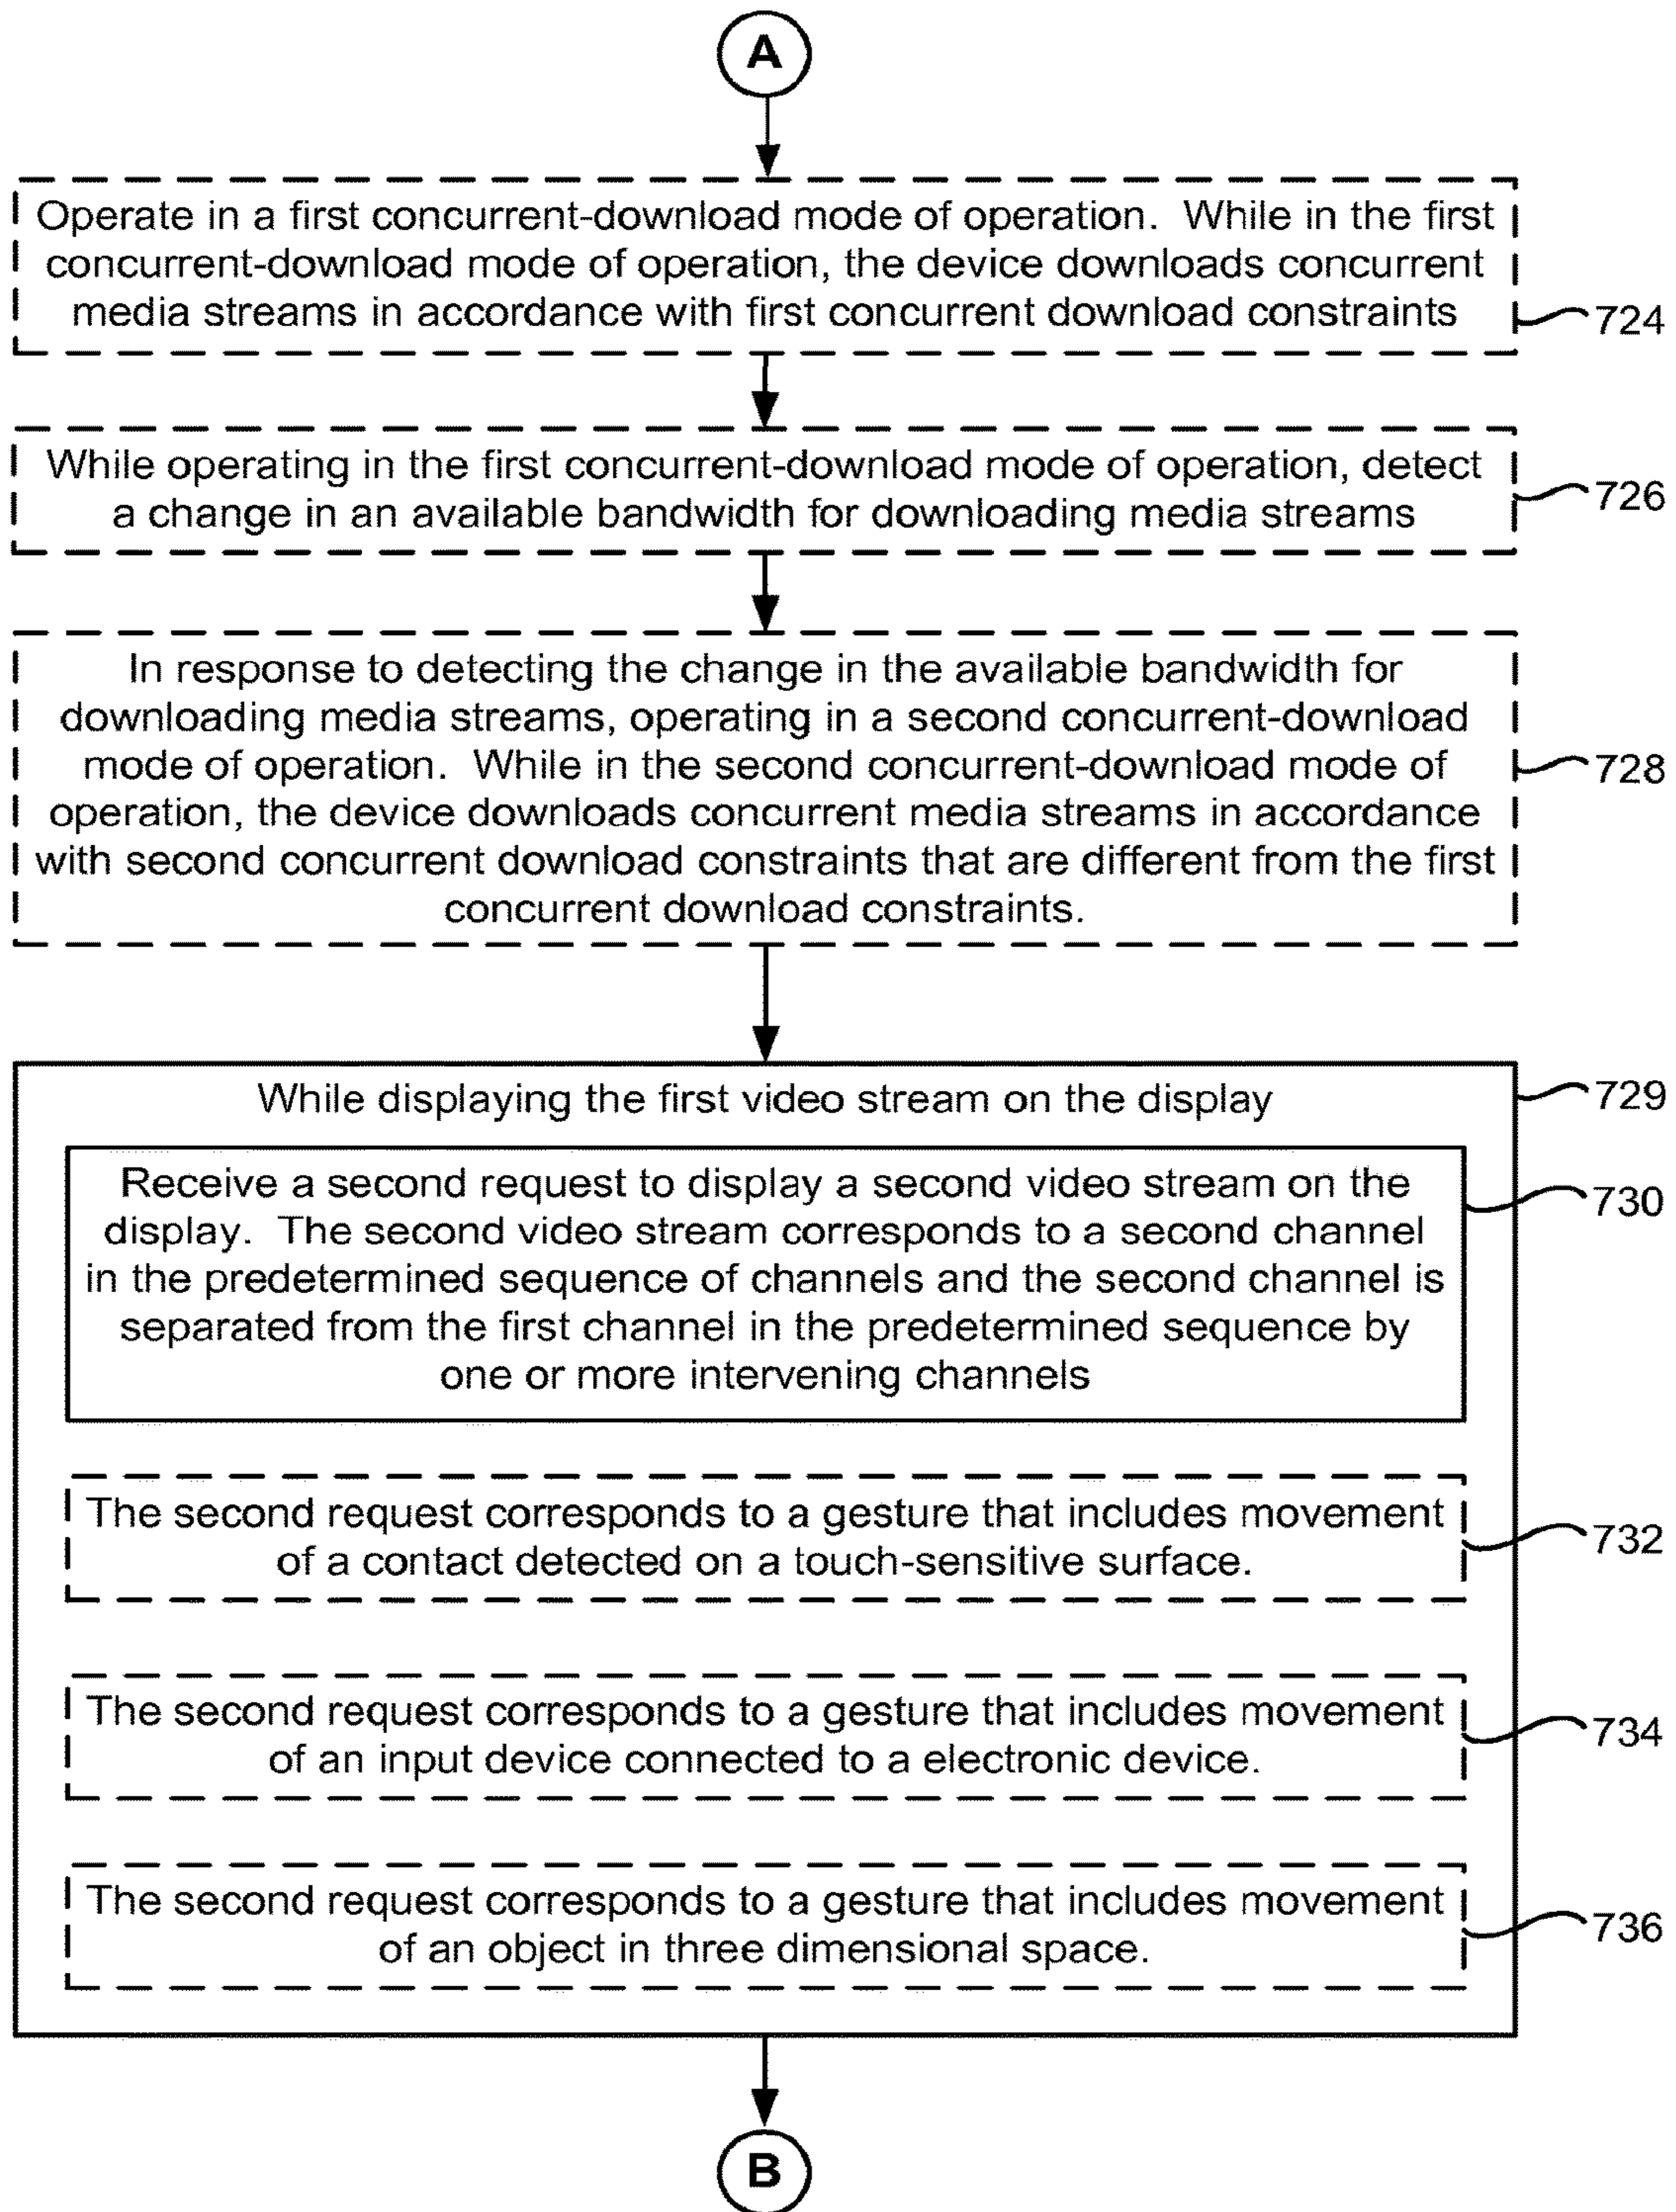 A
Operate in a first concurrent-download mode of operation. While in the first
concurrent-download mode of operation, the device downloads concurrent
media streams in accordance with first concurrent download constraints
724
While operating in the first concurrent-download mode of operation, detect
a change in an available bandwidth for downloading media streams
726
In response to detecting the change in the available bandwidth for
downloading media streams, operating in a second concurrent-download
mode of operation. While in the second concurrent-download mode of
operation, the device downloads concurrent media streams in accordance
with second concurrent download constraints that are different from the first
concurrent download constraints.
728
While displaying the first video stream on the display
729
Receive a second request to display a second video stream on the
display. The second video stream corresponds to a second channel
in the predetermined sequence of channels and the second channel is
separated from the first channel in the predetermined sequence by
one or more intervening channels
730
The second request corresponds to a gesture that includes movement
of a contact detected on a touch-sensitive surface.
732
The second request corresponds to a gesture that includes movement
of an input device connected to a electronic device.
734
The second request corresponds to a gesture that includes movement
of an object in three dimensional space.
736
B